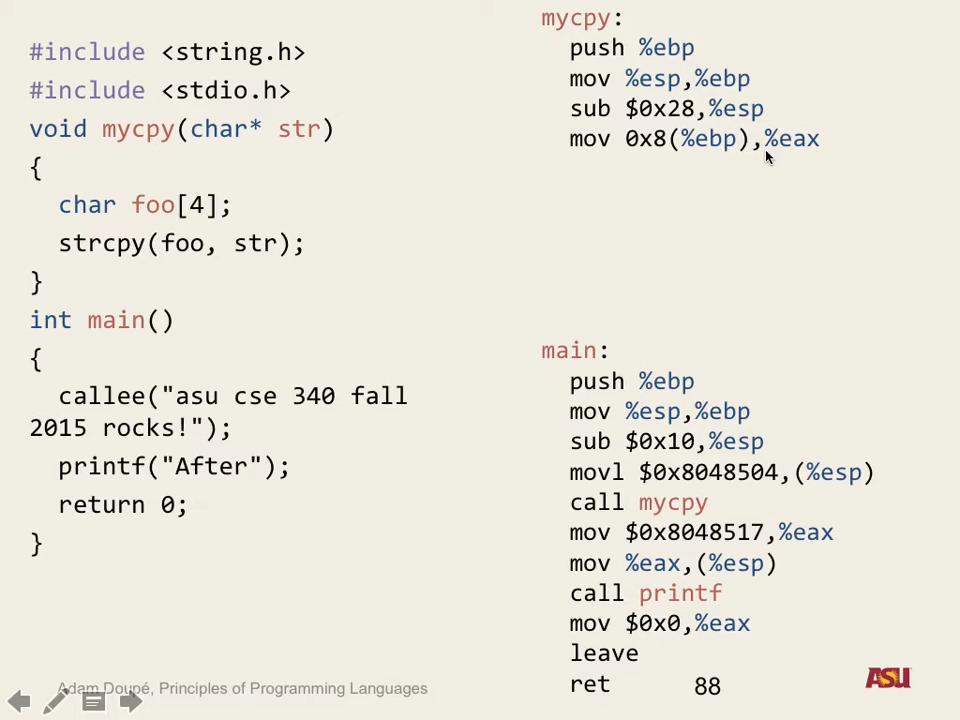 #include <string.h>
#include <stdio.h>
void mycpy(char* str)
{
  char foo[4];
  strcpy(foo, str);
}
int main()
{
  callee("asu cse 340 fall
2015 rocks!");
  printf("After");
  return 0;
}
mycpy:
  push %ebp
  mov %esp,%ebp
  sub $0x28,%esp
  mov 0x8(%ebp),%eax
main:
  push %ebp
  mov %esp,%ebp
  sub $0x10,%esp
  movl $0x8048504,(%esp)
  call mycpy
  mov $0x8048517,%eax
  mov %eax,(%esp)
  call printf
  mov $0x0,%eax
  leave
  ret
Adam Doupé, Principles of Programming Languages
88
ASU